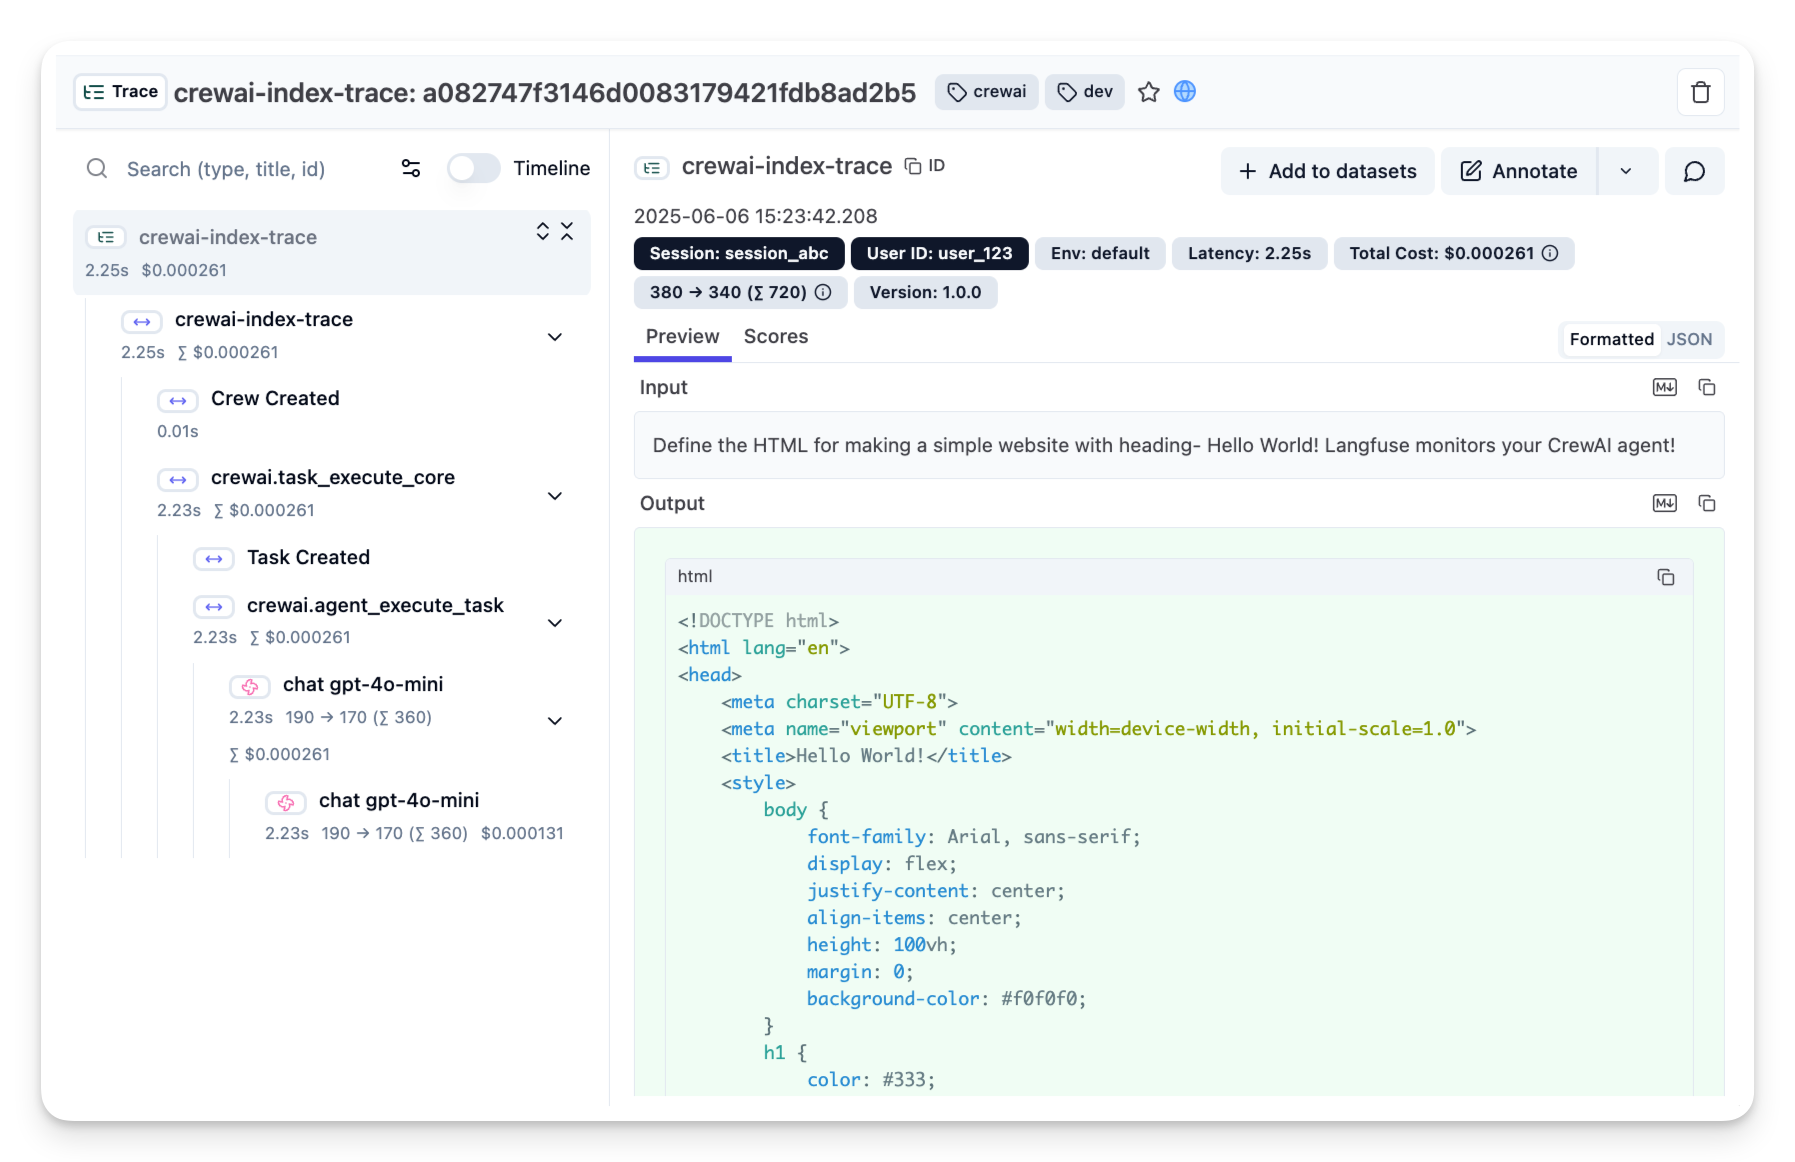 Trace crewai-index-trace: a082747f3146d0083179421fdb8ad2b5 crewai dev
Search (type, title, id) Timeline
crewai-index-trace
2.25s $0.000261
crewai-index-trace
2.25s ∑ $0.000261
Crew Created
0.01s
crewai.task_execute_core
2.23s ∑ $0.000261
Task Created
crewai.agent_execute_task
2.23s ∑ $0.000261
chat gpt-4o-mini
2.23s 190 → 170 (∑ 360)
∑ $0.000261
chat gpt-4o-mini
2.23s 190 → 170 (∑ 360) $0.000131
crewai-index-trace ID
Add to datasets Annotate
2025-06-06 15:23:42.208
Session: session_abc User ID: user_123 Env: default Latency: 2.25s Total Cost: $0.000261
380 → 340 (∑ 720) Version: 1.0.0
Preview Scores Formatted JSON
Input
Define the HTML for making a simple website with heading- Hello World! Langfuse monitors your CrewAI agent!
Output
html
<!DOCTYPE html>
<html lang="en">
<head>
    <meta charset="UTF-8">
    <meta name="viewport" content="width=device-width, initial-scale=1.0">
    <title>Hello World!</title>
    <style>
        body {
            font-family: Arial, sans-serif;
            display: flex;
            justify-content: center;
            align-items: center;
            height: 100vh;
            margin: 0;
            background-color: #f0f0f0;
        }
        h1 {
            color: #333;